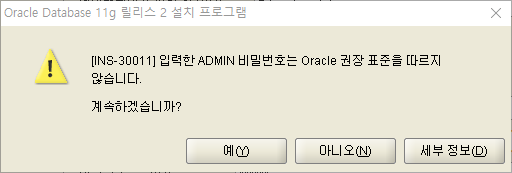 Oracle Database 11g 릴리스 2 설치 프로그램
[INS-30011] 입력한 ADMIN 비밀번호는 Oracle 권장 표준을 따르지
않습니다.
계속하겠습니까?
예(Y) 아니오(N) 세부 정보(D)